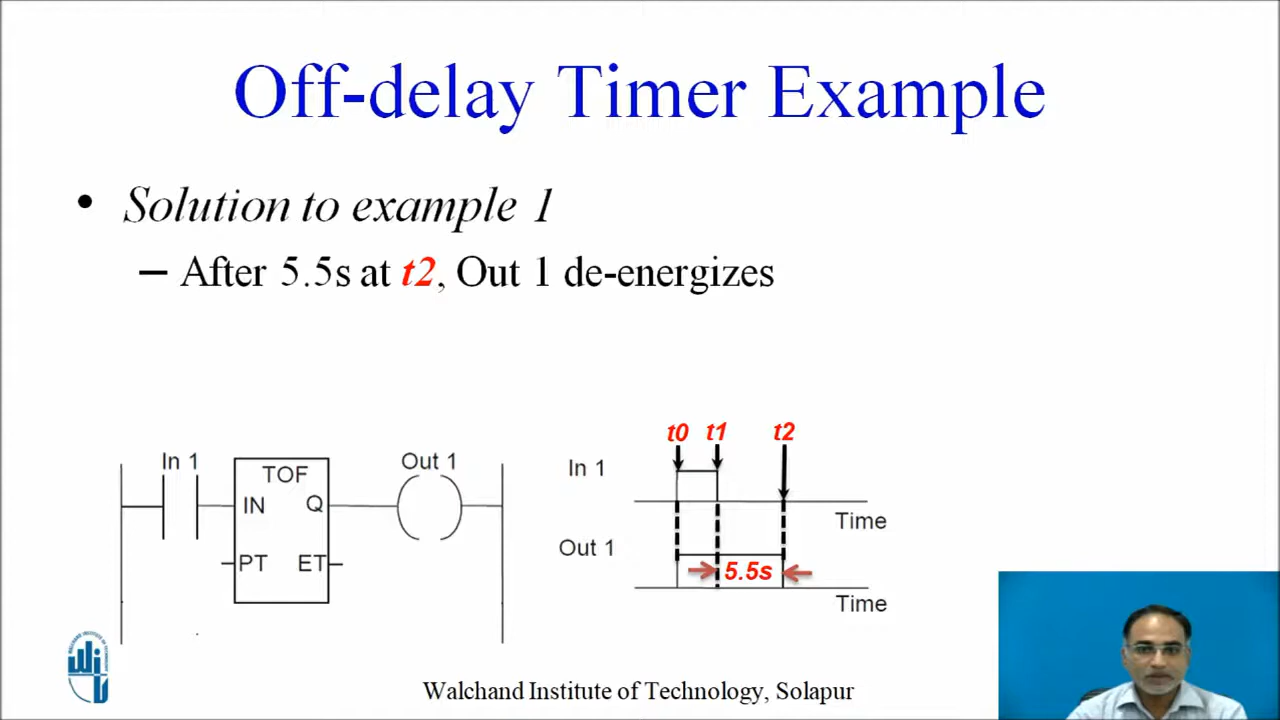 Off-delay Timer Example
• Solution to example 1
– After 5.5s at t2, Out 1 de-energizes
In 1
TOF
Out 1
IN Q
PT ET
t0 t1 t2
In 1
Time
Out 1
5.5s
Time
Walchand Institute of Technology, Solapur